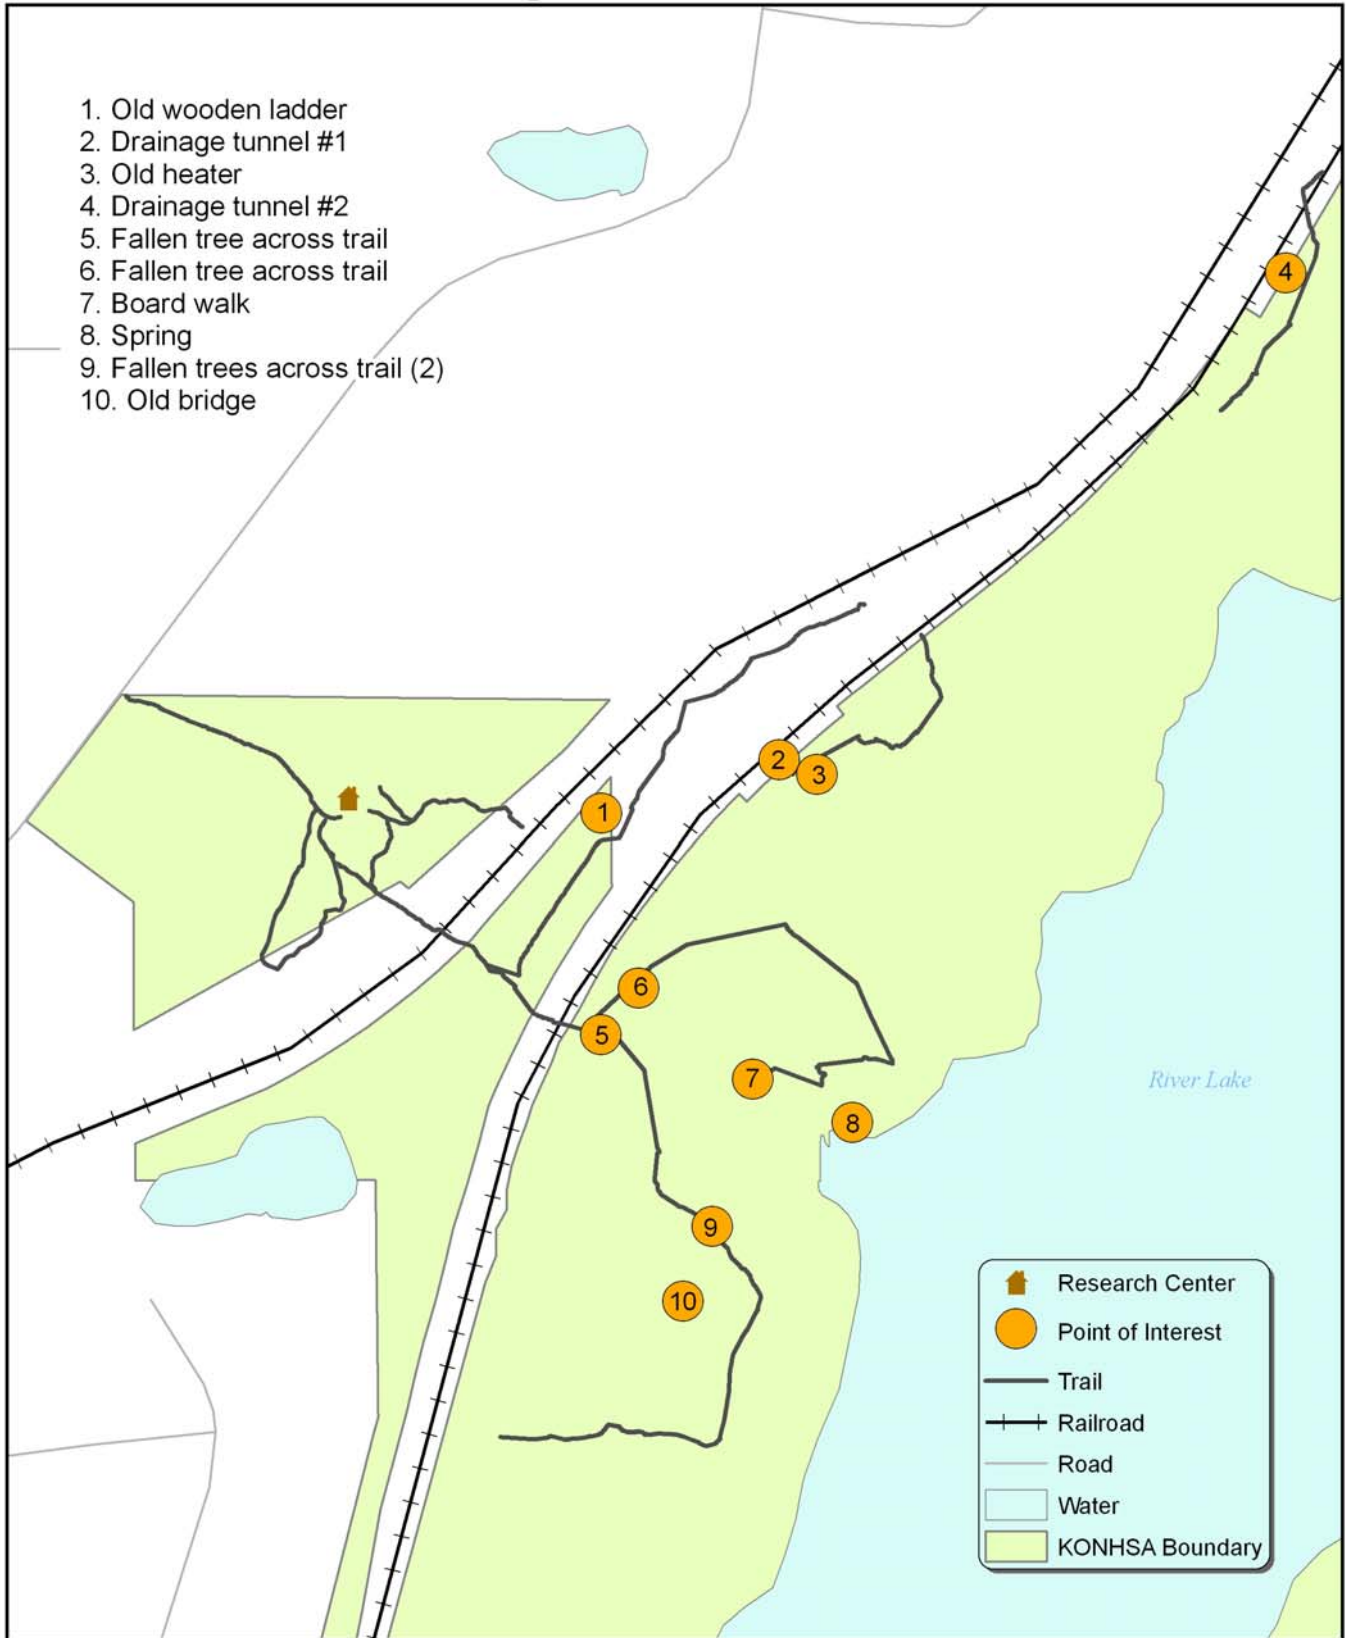 1. Old wooden ladder
2. Drainage tunnel #1
3. Old heater
4. Drainage tunnel #2
5. Fallen tree across trail
6. Fallen tree across trail
7. Board walk
8. Spring
9. Fallen trees across trail (2)
10. Old bridge
4
2
3
1
6
5
7
8
9
10
River Lake
Research Center
Point of Interest
Trail
Railroad
Road
Water
KONHSA Boundary